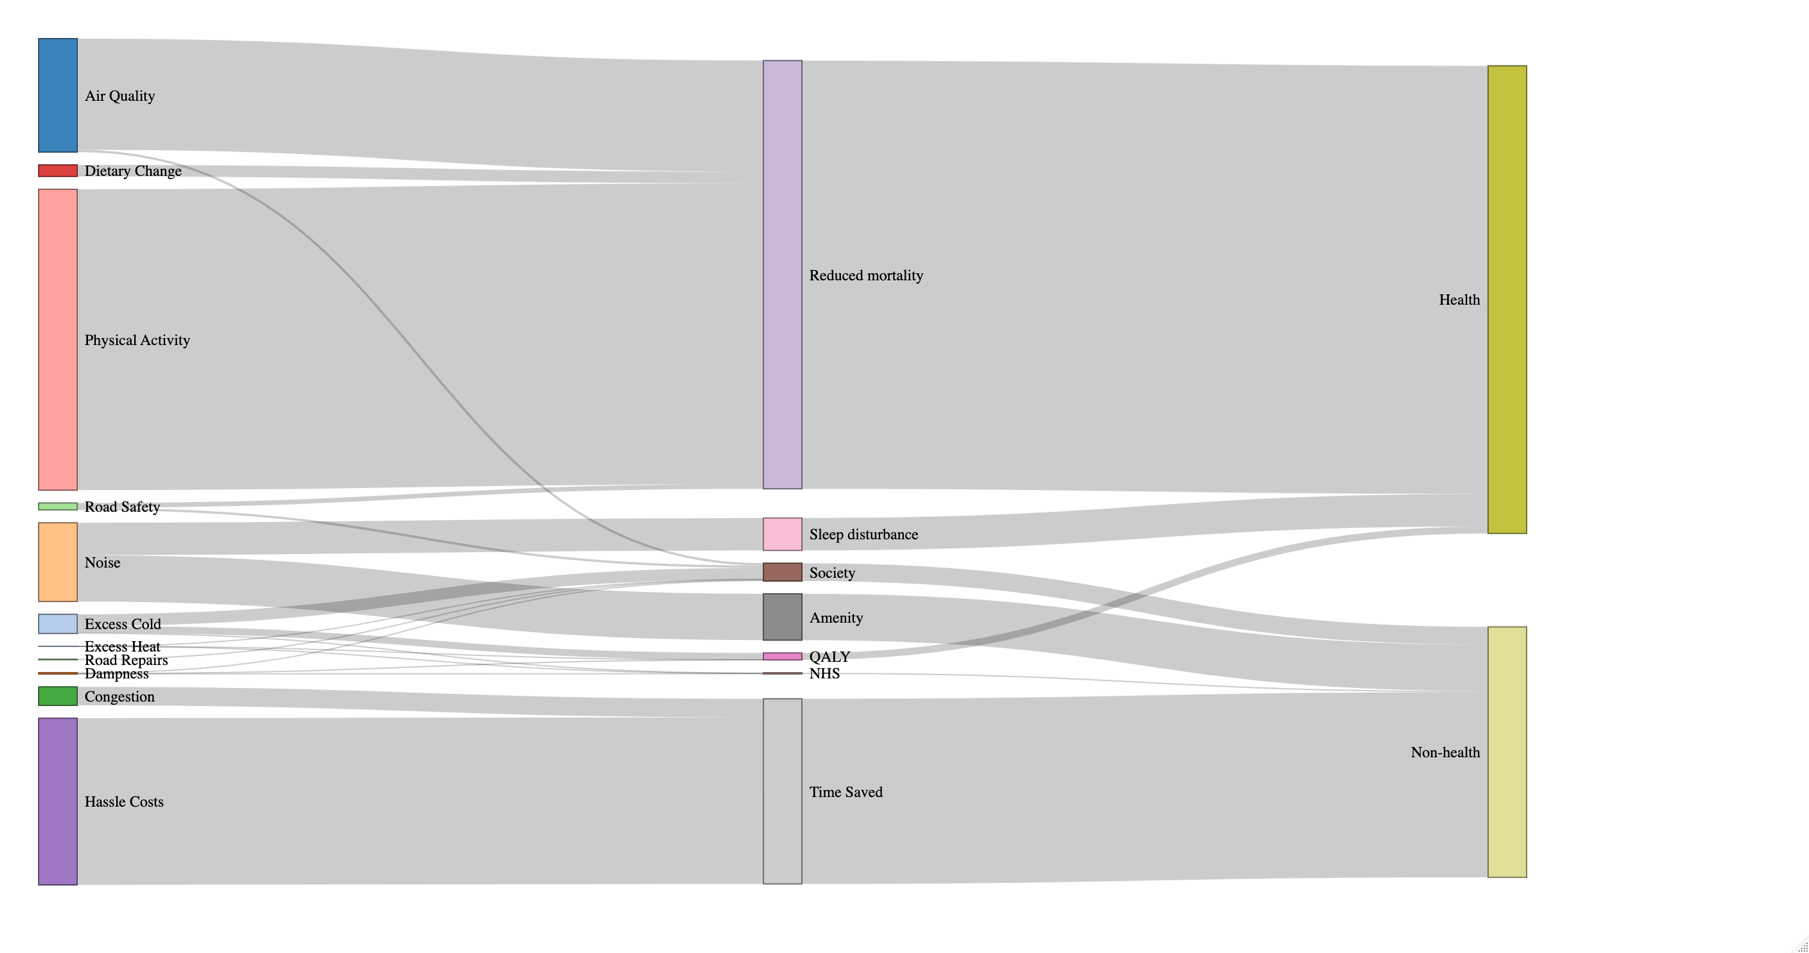 Air Quality
Dietary Change
Physical Activity
Road Safety
Noise
Excess Cold
Excess Heat
Road Repairs
Dampness
Congestion
Hassle Costs
Reduced mortality
Sleep disturbance
Society
Amenity
QALY
NHS
Time Saved
Health
Non-health